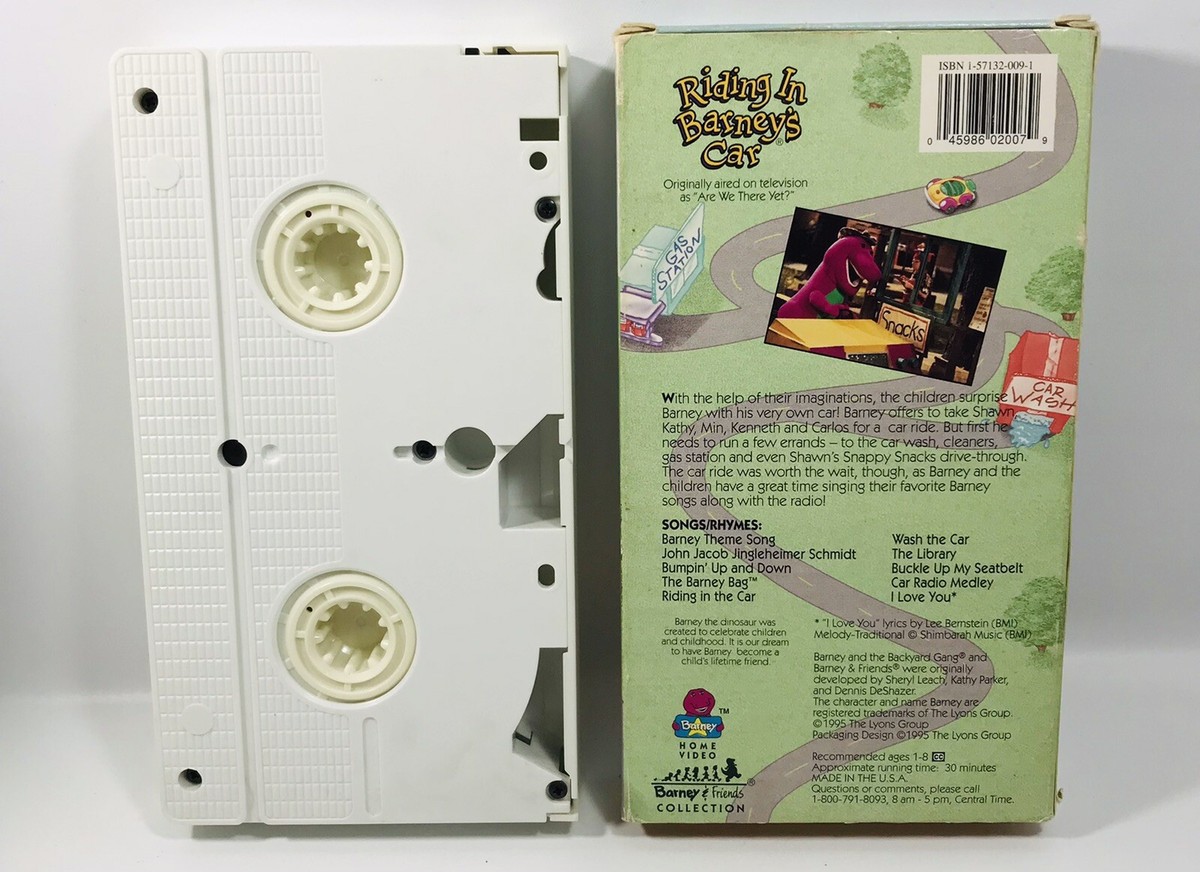 Riding In
Barney's
Car®
Originally aired on television
as "Are We There Yet?"
ISBN 1-57132-009-1
0 45986 02007 9
GAS
STATION
Snacks
CAR
WASH
With the help of their imaginations, the children surprise
Barney with his very own car! Barney offers to take Shawn,
Kathy, Min, Kenneth and Carlos for a car ride. But first he
needs to run a few errands – to the car wash, cleaners,
gas station and even Shawn's Snappy Snacks drive-through.
The car ride was worth the wait, though, as Barney and the
children have a great time singing their favorite Barney
songs along with the radio!
SONGS/RHYMES:
Barney Theme Song
John Jacob Jingleheimer Schmidt
Bumpin' Up and Down
The Barney Bag™
Riding in the Car
Wash the Car
The Library
Buckle Up My Seatbelt
Car Radio Medley
I Love You*
Barney the dinosaur was
created to celebrate children
and childhood. It is our dream
to have Barney become a
child's lifetime friend.
* "I Love You" lyrics by Lee Bernstein (BMI)
Melody-Traditional © Shimbarah Music (BMI)
Barney and the Backyard Gang® and
Barney & Friends® were originally
developed by Sheryl Leach, Kathy Parker,
and Dennis DeShazer.
The character and name Barney are
registered trademarks of The Lyons Group.
©1995 The Lyons Group
Packaging Design ©1995 The Lyons Group
Barney™
HOME
VIDEO
Barney & Friends®
COLLECTION
Recommended ages 1-8 CC
Approximate running time: 30 minutes
MADE IN THE U.S.A.
Questions or comments, please call
1-800-791-8093, 8 am - 5 pm, Central Time.